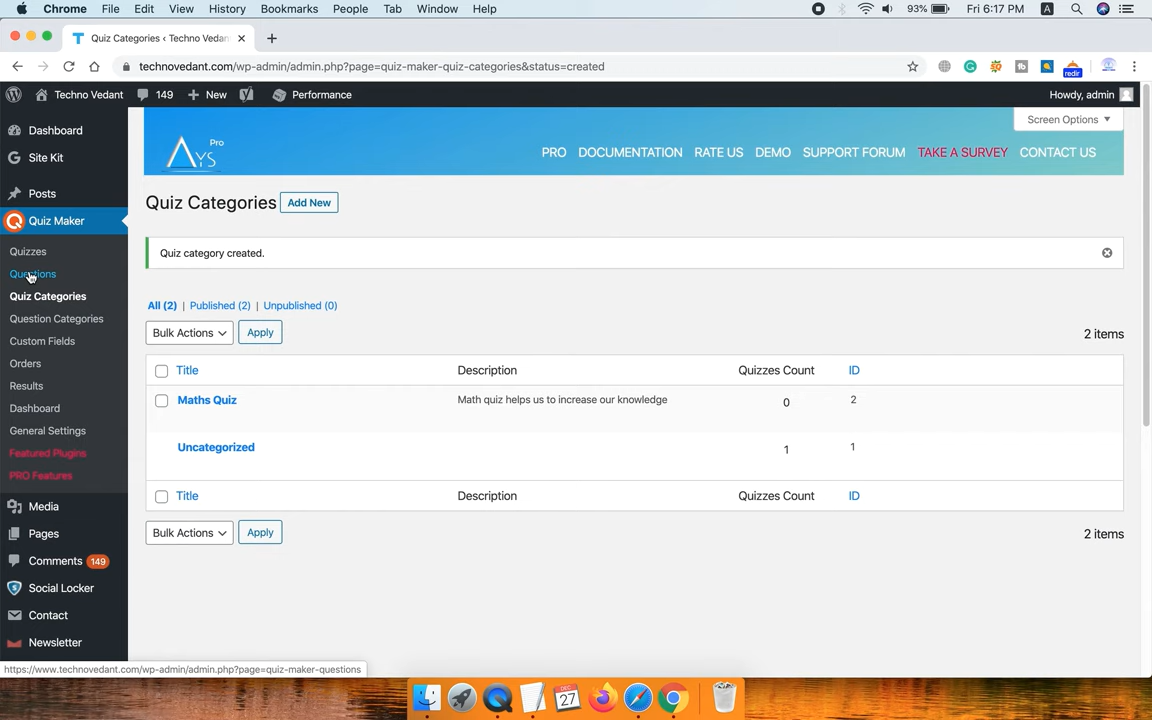 Chrome File Edit View History Bookmarks People Tab Window Help 93% Fri 6:17 PM A
Quiz Categories ‹ Techno Vedan
technovedant.com/wp-admin/admin.php?page=quiz-maker-quiz-categories&status=created
redir
Techno Vedant 149 New Performance Howdy, admin
Screen Options
AYS Pro
PRO DOCUMENTATION RATE US DEMO SUPPORT FORUM TAKE A SURVEY CONTACT US
Dashboard
Site Kit
Posts
Quiz Maker
Quizzes
Questions
Quiz Categories
Question Categories
Custom Fields
Orders
Results
Dashboard
General Settings
Featured Plugins
PRO Features
Media
Pages
Comments 149
Social Locker
Contact
Newsletter
Quiz Categories Add New
Quiz category created.
All (2) | Published (2) | Unpublished (0)
Bulk Actions Apply 2 items
Title Description Quizzes Count ID
Maths Quiz Math quiz helps us to increase our knowledge 0 2
Uncategorized 1 1
Title Description Quizzes Count ID
Bulk Actions Apply 2 items
https://www.technovedant.com/wp-admin/admin.php?page=quiz-maker-questions
DEC
27